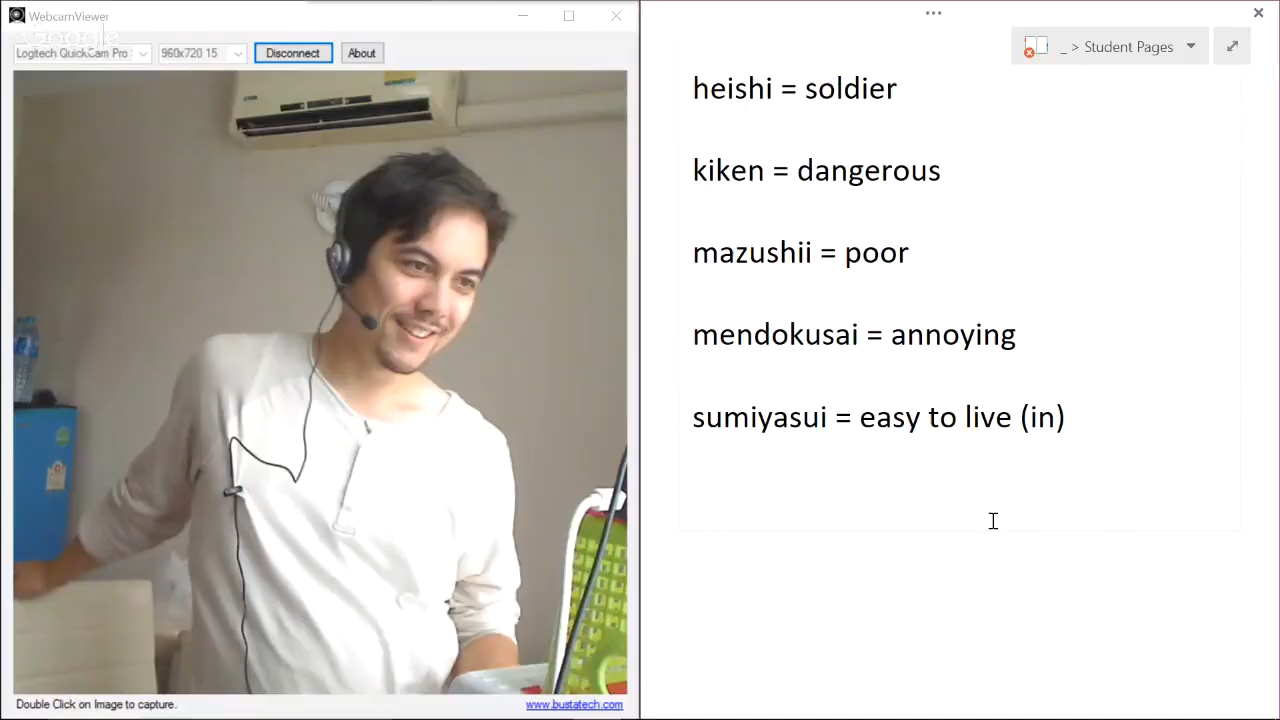 WebcamViewer
Google
Logitech QuickCam Pro
960x720 15
Disconnect
About
Double Click on Image to capture.
www.bustatech.com
_ > Student Pages
heishi = soldier
kiken = dangerous
mazushii = poor
mendokusai = annoying
sumiyasui = easy to live (in)